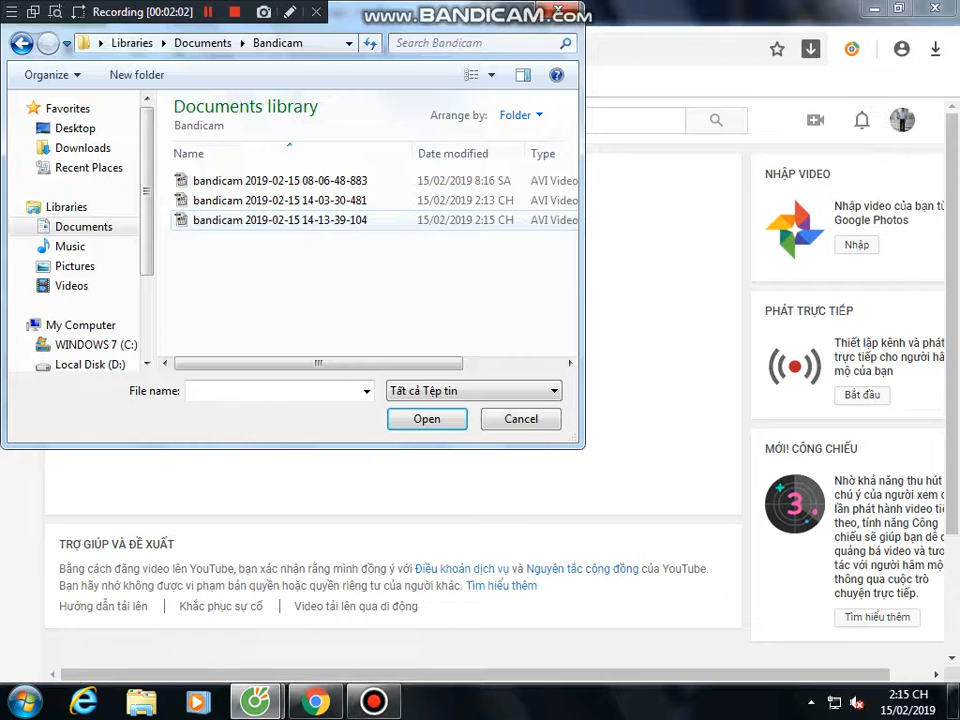 Recording [00:02:02]
www.BANDICAM.com
Libraries
Documents
Bandicam
Search Bandicam
Organize
New folder
Documents library
Bandicam
Arrange by:
Folder
Name
Date modified
Type
bandicam 2019-02-15 08-06-48-883
15/02/2019 8:16 SA
AVI Video
bandicam 2019-02-15 14-03-30-481
15/02/2019 2:13 CH
AVI Video
bandicam 2019-02-15 14-13-39-104
15/02/2019 2:15 CH
AVI Video
Favorites
Desktop
Downloads
Recent Places
Libraries
Documents
Music
Pictures
Videos
My Computer
WINDOWS 7 (C:)
Local Disk (D:)
File name:
Tất cả Tệp tin
Open
Cancel
NHẬP VIDEO
Nhập video của bạn từ
Google Photos
Nhập
PHÁT TRỰC TIẾP
Thiết lập kênh và phát
trực tiếp cho người hâm
mộ của bạn
Bắt đầu
MỚI! CÔNG CHIẾU
Nhờ khả năng thu hút
chú ý của người xem
lần phát hành video
theo, tính năng Công
chiếu sẽ giúp bạn
quảng bá video và
tác với người hâm
thông qua cuộc trò
chuyện trực tiếp.
Tìm hiểu thêm
TRỢ GIÚP VÀ ĐỀ XUẤT
Bằng cách đăng video lên YouTube, bạn xác nhận rằng mình đồng ý với Điều khoản dịch vụ và Nguyên tắc cộng đồng của YouTube.
Bạn hãy nhớ không được vi phạm bản quyền hoặc quyền riêng tư của người khác. Tìm hiểu thêm
Hướng dẫn tải lên
Khắc phục sự cố
Video tải lên qua di động
2:15 CH
15/02/2019